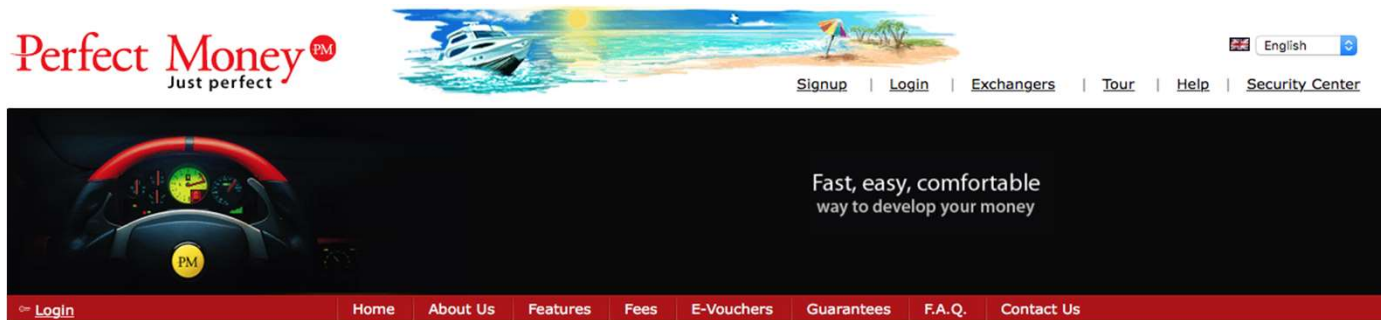 Perfect Money PM
Just perfect
English
Signup | Login | Exchangers | Tour | Help | Security Center
Fast, easy, comfortable
way to develop your money
PM
Login Home About Us Features Fees E-Vouchers Guarantees F.A.Q. Contact Us